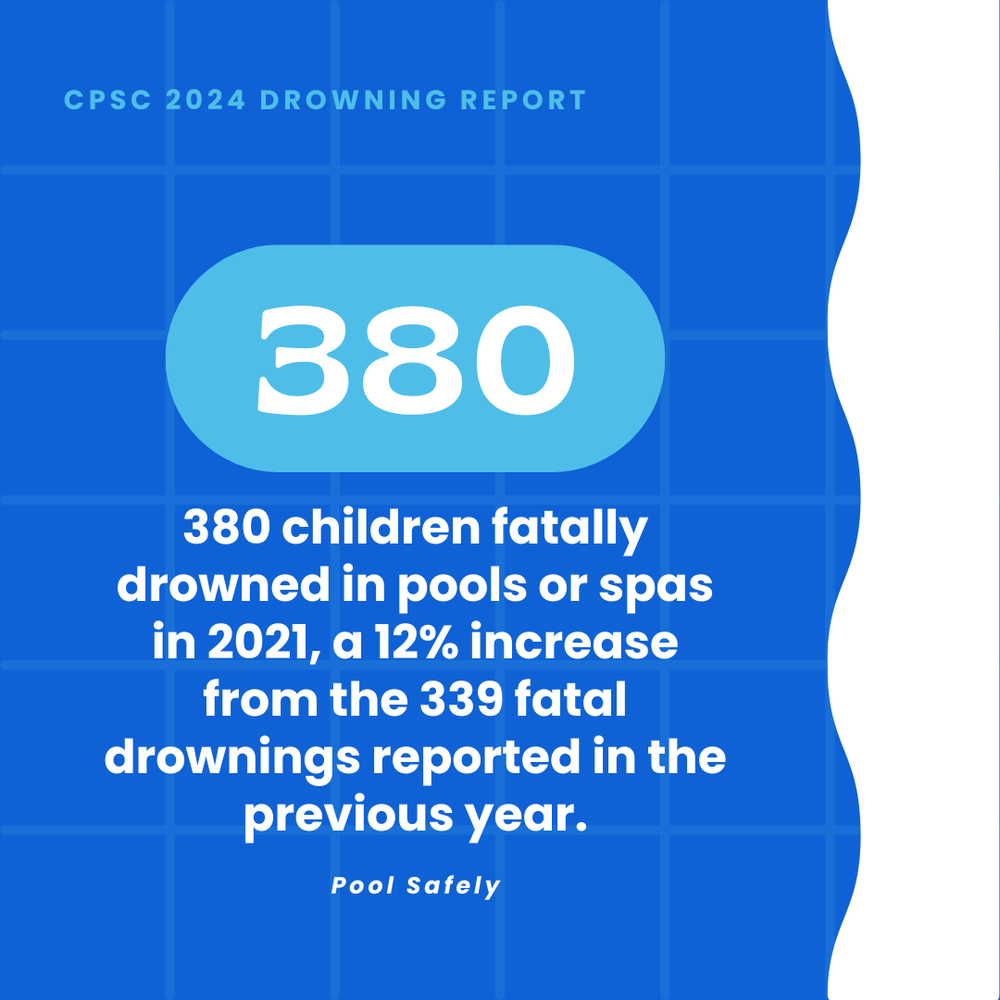 CPSC 2024 DROWNING REPORT
380
380 children fatally
drowned in pools or spas
in 2021, a 12% increase
from the 339 fatal
drownings reported in the
previous year.
Pool Safely